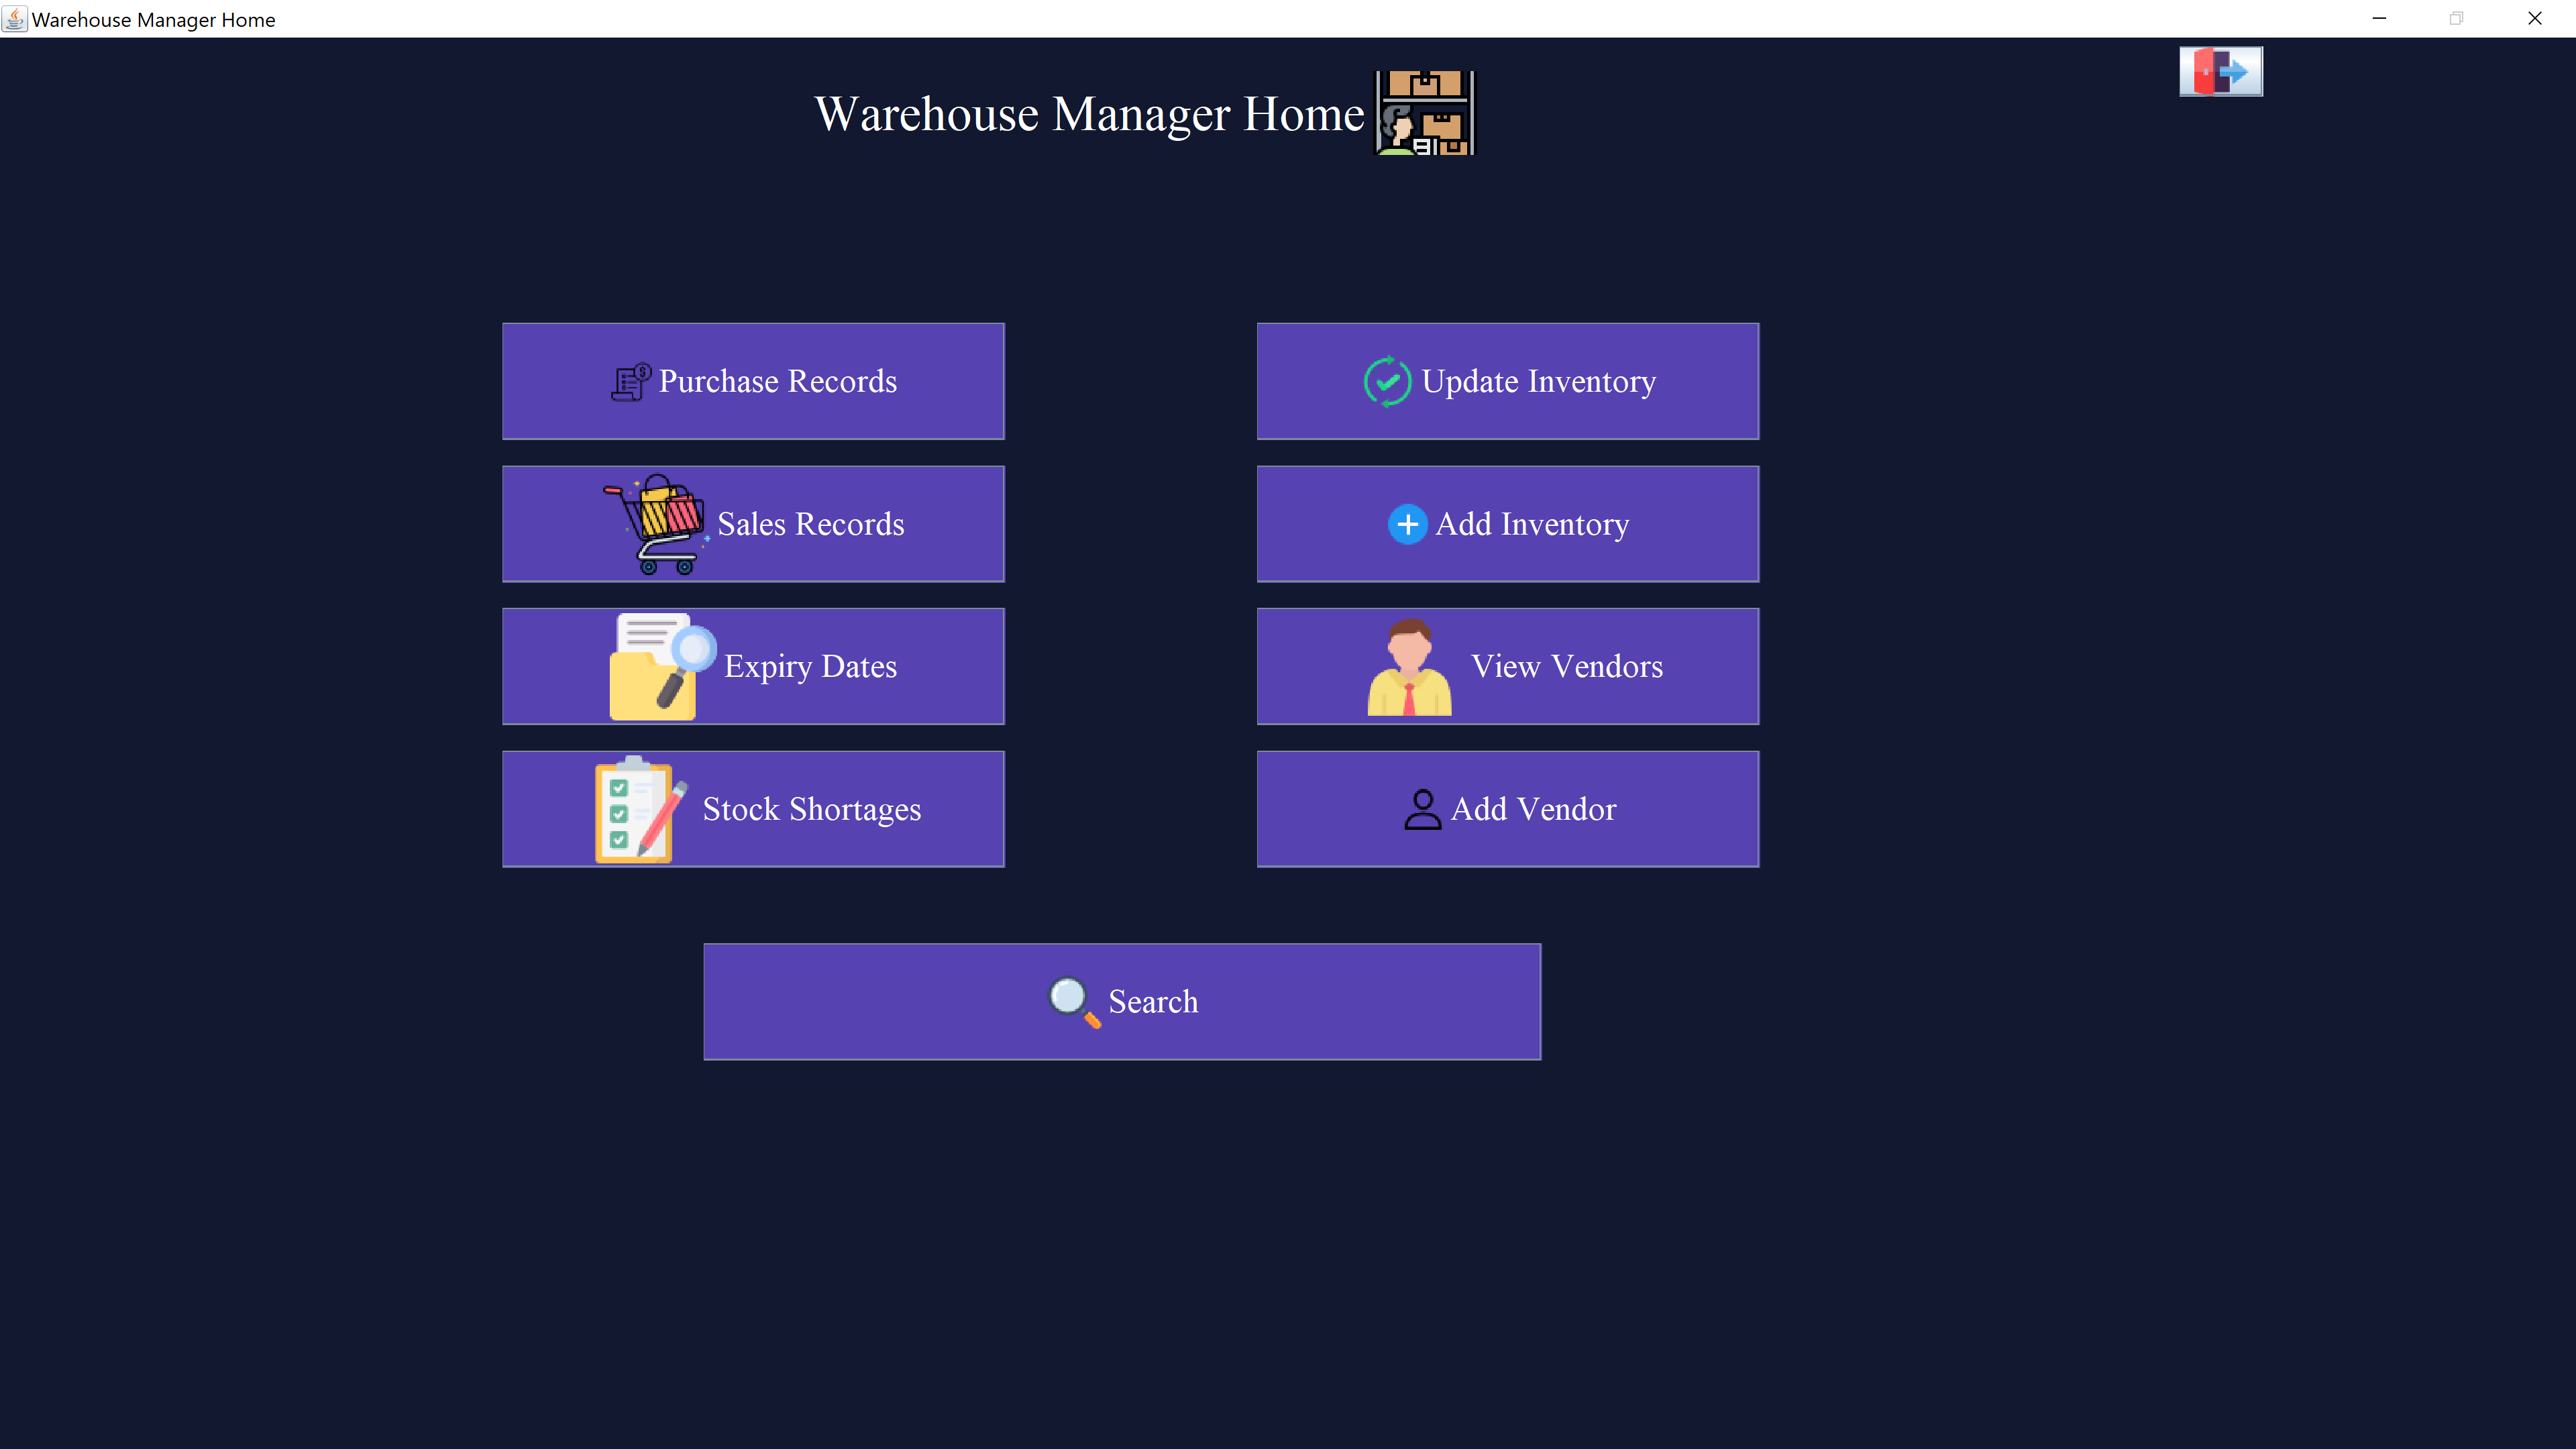 Warehouse Manager Home
Warehouse Manager Home
Purchase Records
Update Inventory
Sales Records
Add Inventory
Expiry Dates
View Vendors
Stock Shortages
Add Vendor
Search